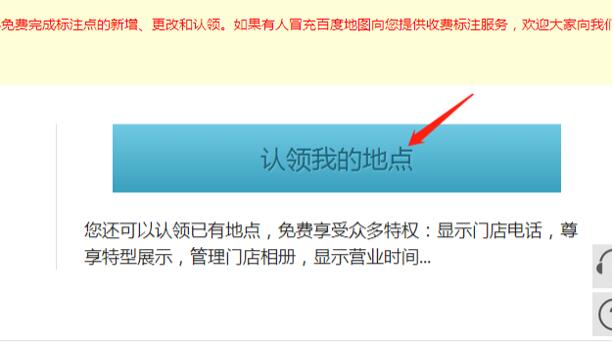 免费完成标注点的新增、更改和认领。如果有人冒充百度地图向您提供收费标注服务，欢迎大家向我们
认领我的地点
您还可以认领已有地点，免费享受众多特权：显示门店电话，尊
享特型展示，管理门店相册，显示营业时间...